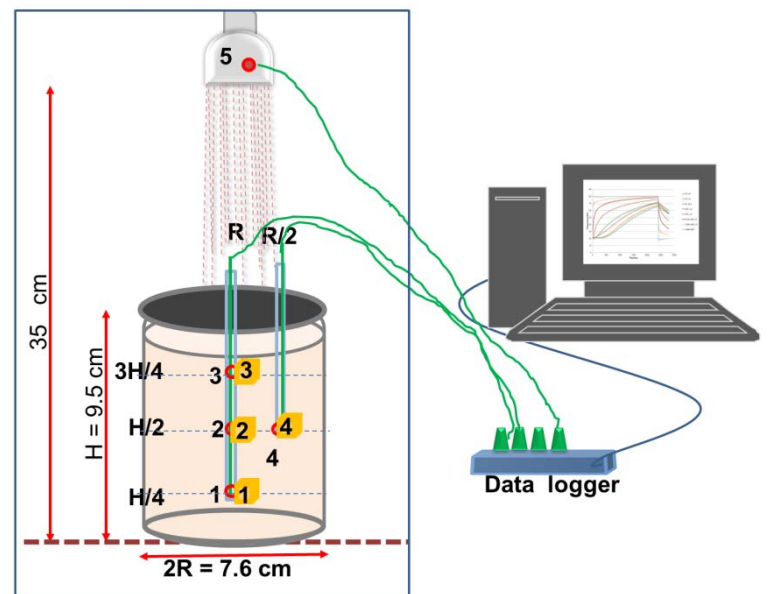 5
R R/2
35 cm
H = 9.5 cm
3H/4
3 3
H/2
2 2 4
4
H/4
1 1
2R = 7.6 cm
Data logger